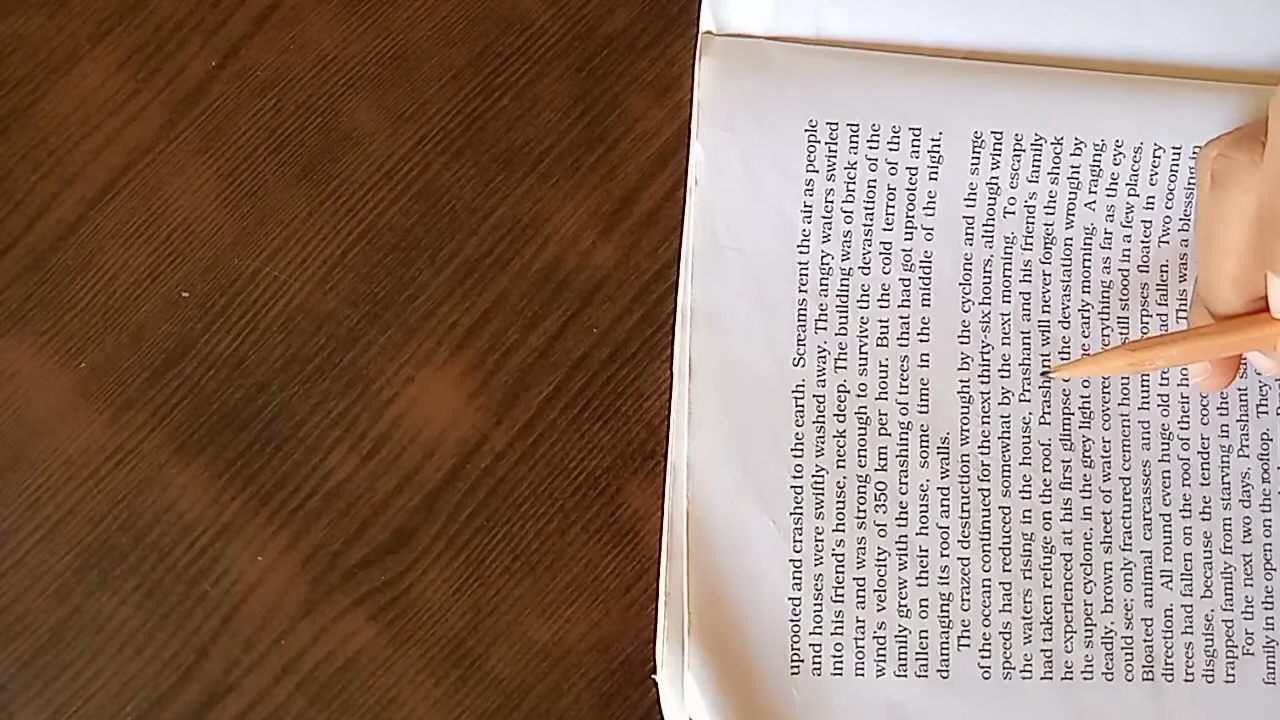 uprooted and crashed to the earth. Screams rent the air as people
and houses were swiftly washed away. The angry waters swirled
into his friend's house, neck deep. The building was of brick and
mortar and was strong enough to survive the devastation of the
wind's velocity of 350 km per hour. But the cold terror of the
family grew with the crashing of trees that had got uprooted and
fallen on their house, some time in the middle of the night,
damaging its roof and walls.
The crazed destruction wrought by the cyclone and the surge
of the ocean continued for the next thirty-six hours, although wind
speeds had reduced somewhat by the next morning. To escape
the waters rising in the house, Prashant and his friend's family
had taken refuge on the roof. Prashant will never forget the shock
he experienced at his first glimpse the devastation wrought by
the super cyclone, in the grey light early morning. A raging,
deadly, brown sheet of water covered everything as far as the eye
could see; only fractured cement still stood in a few places.
Bloated animal carcasses and human corpses floated in every
direction. All round even huge old had fallen. Two coconut
trees had fallen on the roof of their This was a blessing in
disguise, because the tender
trapped family from starving in the
For the next two days, Prashant
family in the open on the rooftop. They